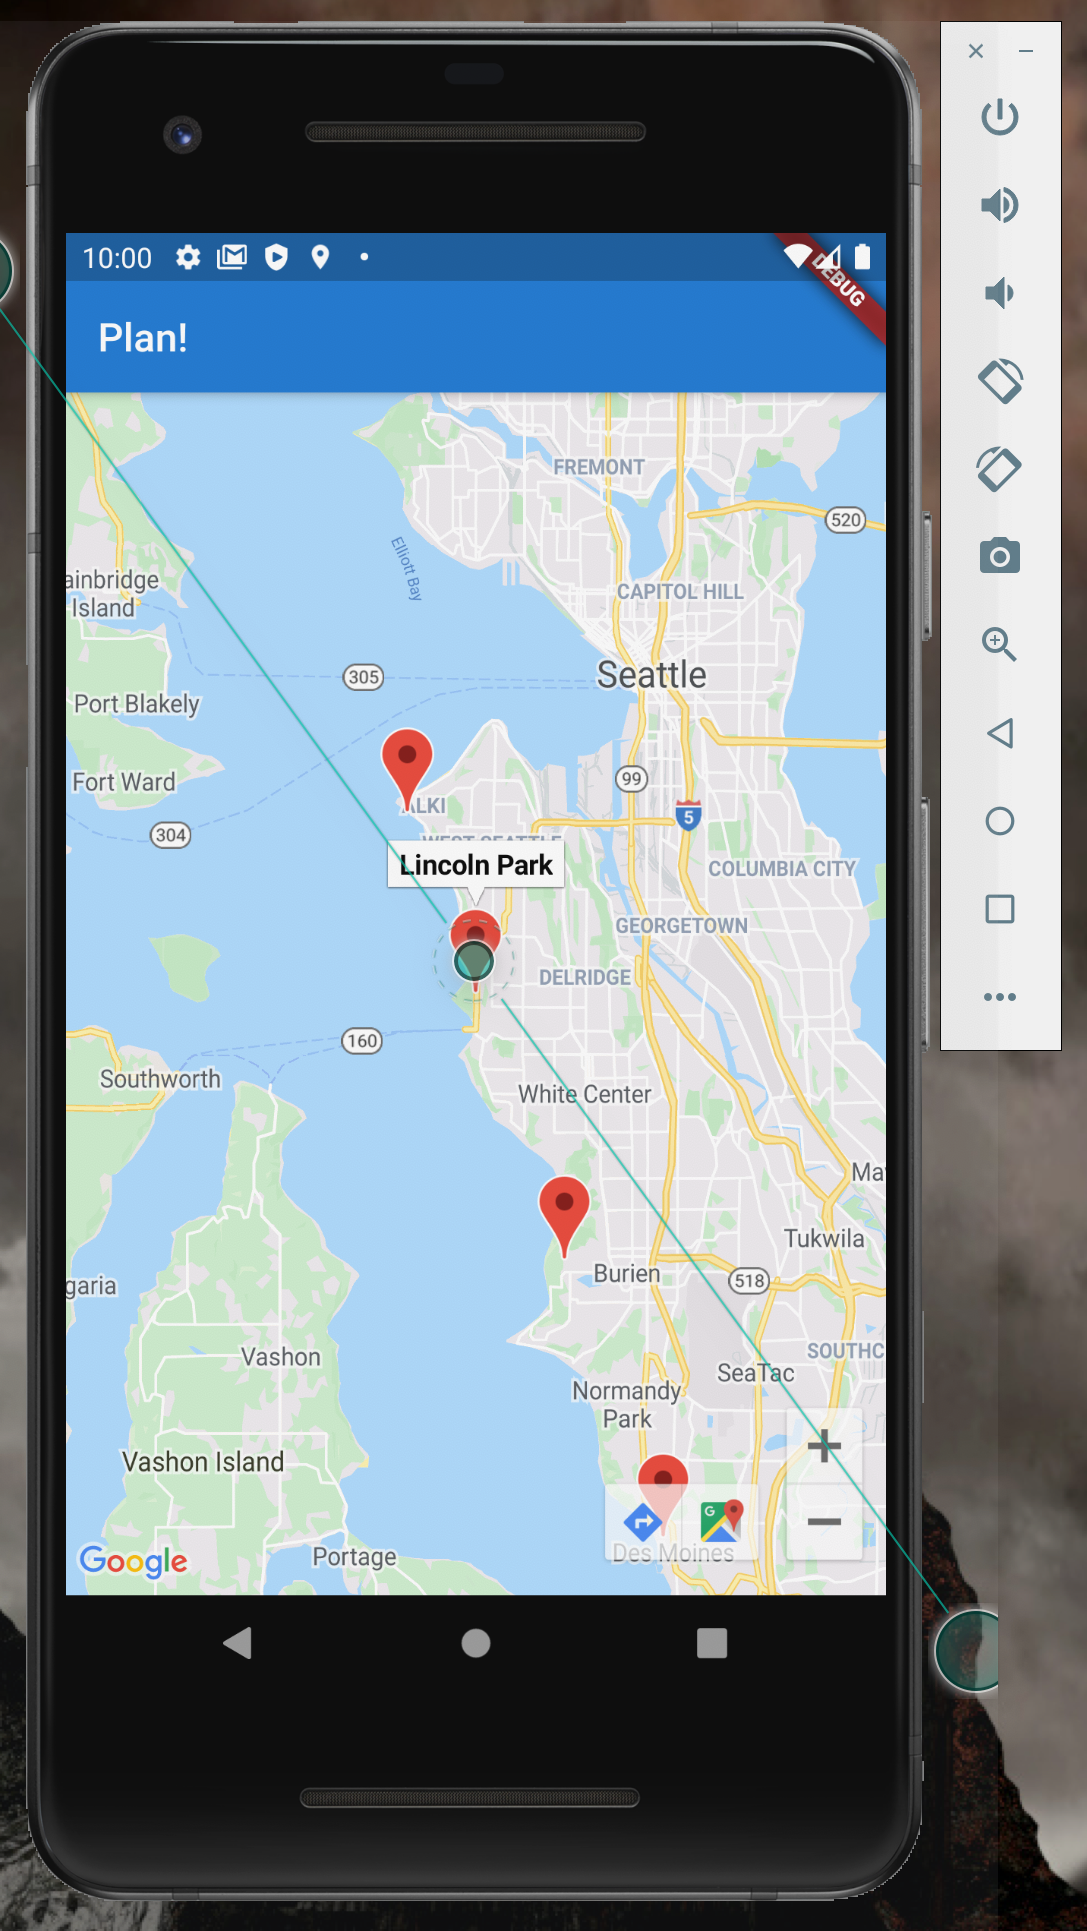 10:00
DEBUG
Plan!
FREMONT
520
Elliott Bay
ainbridge
Island
CAPITOL HILL
305
Seattle
Port Blakely
Fort Ward
99
5
ALKI
304
WEST SEATTLE
Lincoln Park
COLUMBIA CITY
GEORGETOWN
DELRIDGE
160
Southworth
White Center
Ma
Tukwila
garia
Burien
518
Vashon
SOUTHC
SeaTac
Normandy
Park
Vashon Island
G
Des Moines
Google
Portage